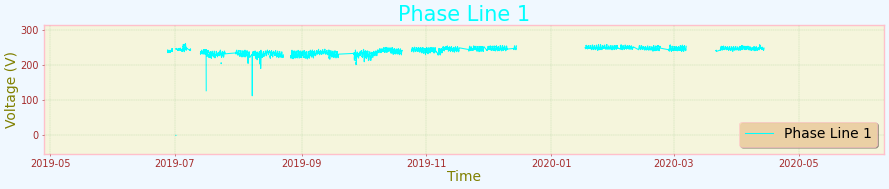 Phase Line 1
Voltage (V)
300
200
100
0
Phase Line 1
2019-05 2019-07 2019-09 2019-11 2020-01 2020-03 2020-05
Time